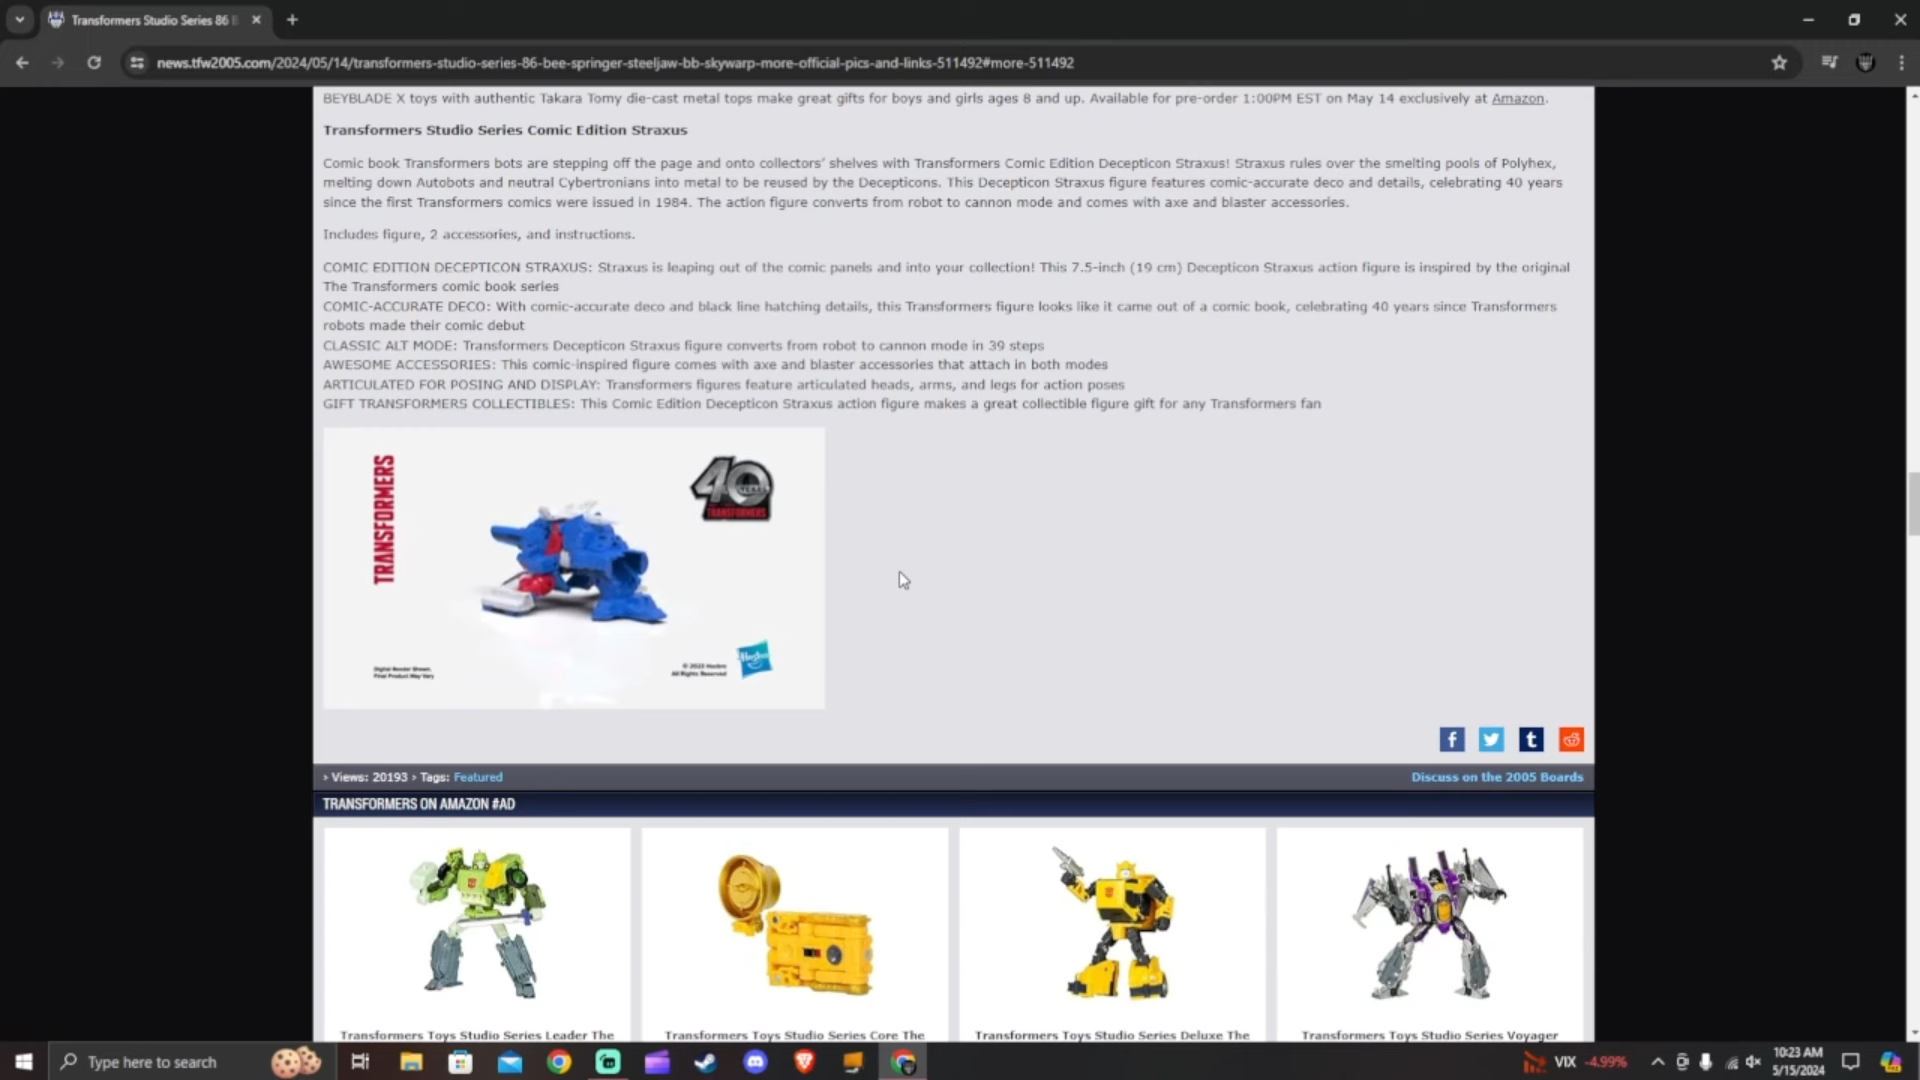 Transformers Studio Series 86 B
news.tfw2005.com/2024/05/14/transformers-studio-series-86-bee-springer-steeljaw-bb-skywarp-more-official-pics-and-links-511492#more-511492
BEYBLADE X toys with authentic Takara Tomy die-cast metal tops make great gifts for boys and girls ages 8 and up. Available for pre-order 1:00PM EST on May 14 exclusively at Amazon.
Transformers Studio Series Comic Edition Straxus
Comic book Transformers bots are stepping off the page and onto collectors' shelves with Transformers Comic Edition Decepticon Straxus! Straxus rules over the smelting pools of Polyhex,
melting down Autobots and neutral Cybertronians into metal to be reused by the Decepticons. This Decepticon Straxus figure features comic-accurate deco and details, celebrating 40 years
since the first Transformers comics were issued in 1984. The action figure converts from robot to cannon mode and comes with axe and blaster accessories.
Includes figure, 2 accessories, and instructions.
COMIC EDITION DECEPTICON STRAXUS: Straxus is leaping out of the comic panels and into your collection! This 7.5-inch (19 cm) Decepticon Straxus action figure is inspired by the original
The Transformers comic book series
COMIC-ACCURATE DECO: With comic-accurate deco and black line hatching details, this Transformers figure looks like it came out of a comic book, celebrating 40 years since Transformers
robots made their comic debut
CLASSIC ALT MODE: Transformers Decepticon Straxus figure converts from robot to cannon mode in 39 steps
AWESOME ACCESSORIES: This comic-inspired figure comes with axe and blaster accessories that attach in both modes
ARTICULATED FOR POSING AND DISPLAY: Transformers figures feature articulated heads, arms, and legs for action poses
GIFT TRANSFORMERS COLLECTIBLES: This Comic Edition Decepticon Straxus action figure makes a great collectible figure gift for any Transformers fan
TRANSFORMERS
40
YEARS
TRANSFORMERS
Digital Render Shown.
Final Product May Vary
© 2023 Hasbro
All Rights Reserved
Hasbro
f t
› Views: 20193 › Tags: Featured
Discuss on the 2005 Boards
TRANSFORMERS ON AMAZON #AD
Transformers Toys Studio Series Leader The
Transformers Toys Studio Series Core The
Transformers Toys Studio Series Deluxe The
Transformers Toys Studio Series Voyager
Type here to search
VIX -4.99%
10:23 AM
5/15/2024